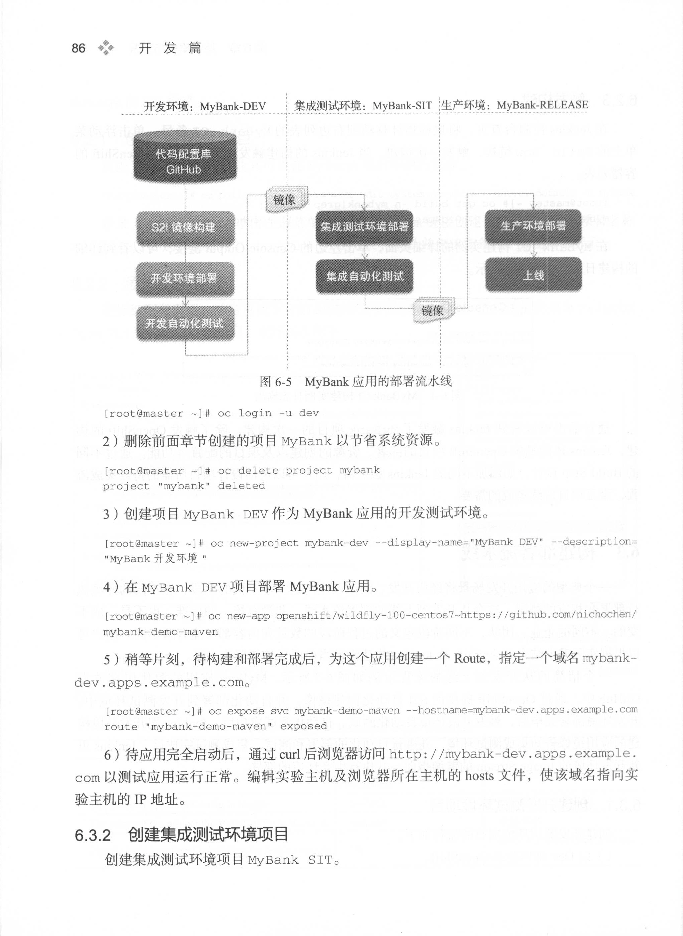 86 开 发 篇
开发环境：MyBank-DEV 集成测试环境：MyBank-SIT 生产环境：MyBank-RELEASE
代码配置库
GitHub
镜像
S2I 镜像构建
集成测试环境部署
生产环境部署
开发环境部署
集成自动化测试
上线
镜像
开发自动化测试
图 6-5 MyBank 应用的部署流水线
[root@master ~]# oc login -u dev
2）删除前面章节创建的项目 MyBank 以节省系统资源。
[root@master ~]# oc delete project mybank
project "mybank" deleted
3）创建项目 MyBank DEV 作为 MyBank 应用的开发测试环境。
[root@master ~]# oc new-project mybank-dev --display-name="MyBank DEV" --description=
"MyBank 开发环境 "
4）在 MyBank DEV 项目部署 MyBank 应用。
[root@master ~]# oc new-app openshift/wildfly-100-centos7~https://github.com/nichochen/
mybank-demo-maven
5）稍等片刻，待构建和部署完成后，为这个应用创建一个 Route，指定一个域名 mybank-
dev.apps.example.com。
[root@master ~]# oc expose svc mybank-demo-maven --hostname=mybank-dev.apps.example.com
route "mybank-demo-maven" exposed
6）待应用完全启动后，通过 curl 后浏览器访问 http://mybank-dev.apps.example.
com 以测试应用运行正常。编辑实验主机及浏览器所在主机的 hosts 文件，使该域名指向实
验主机的 IP 地址。
6.3.2 创建集成测试环境项目
创建集成测试环境项目 MyBank SIT。